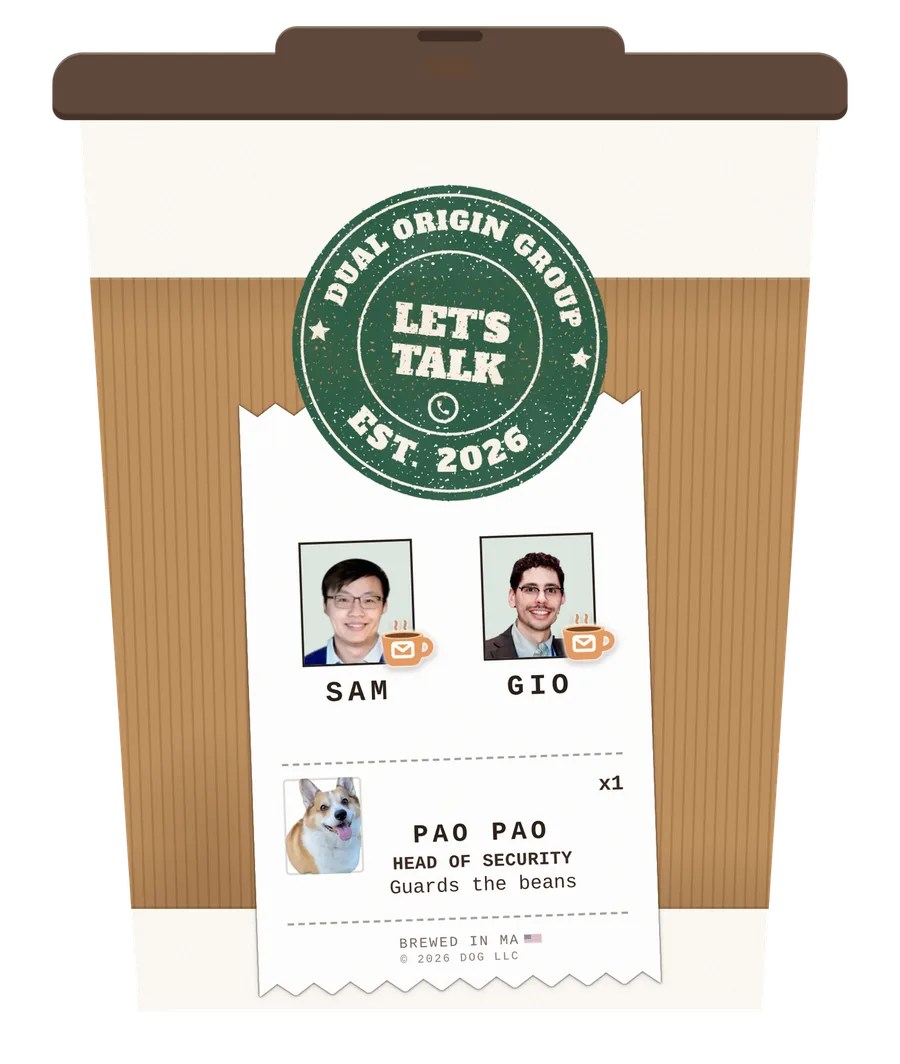 DUAL ORIGIN GROUP
LET'S
TALK
EST. 2026
SAM
GIO
x1
PAO PAO
HEAD OF SECURITY
Guards the beans
BREWED IN MA
© 2026 DOG LLC